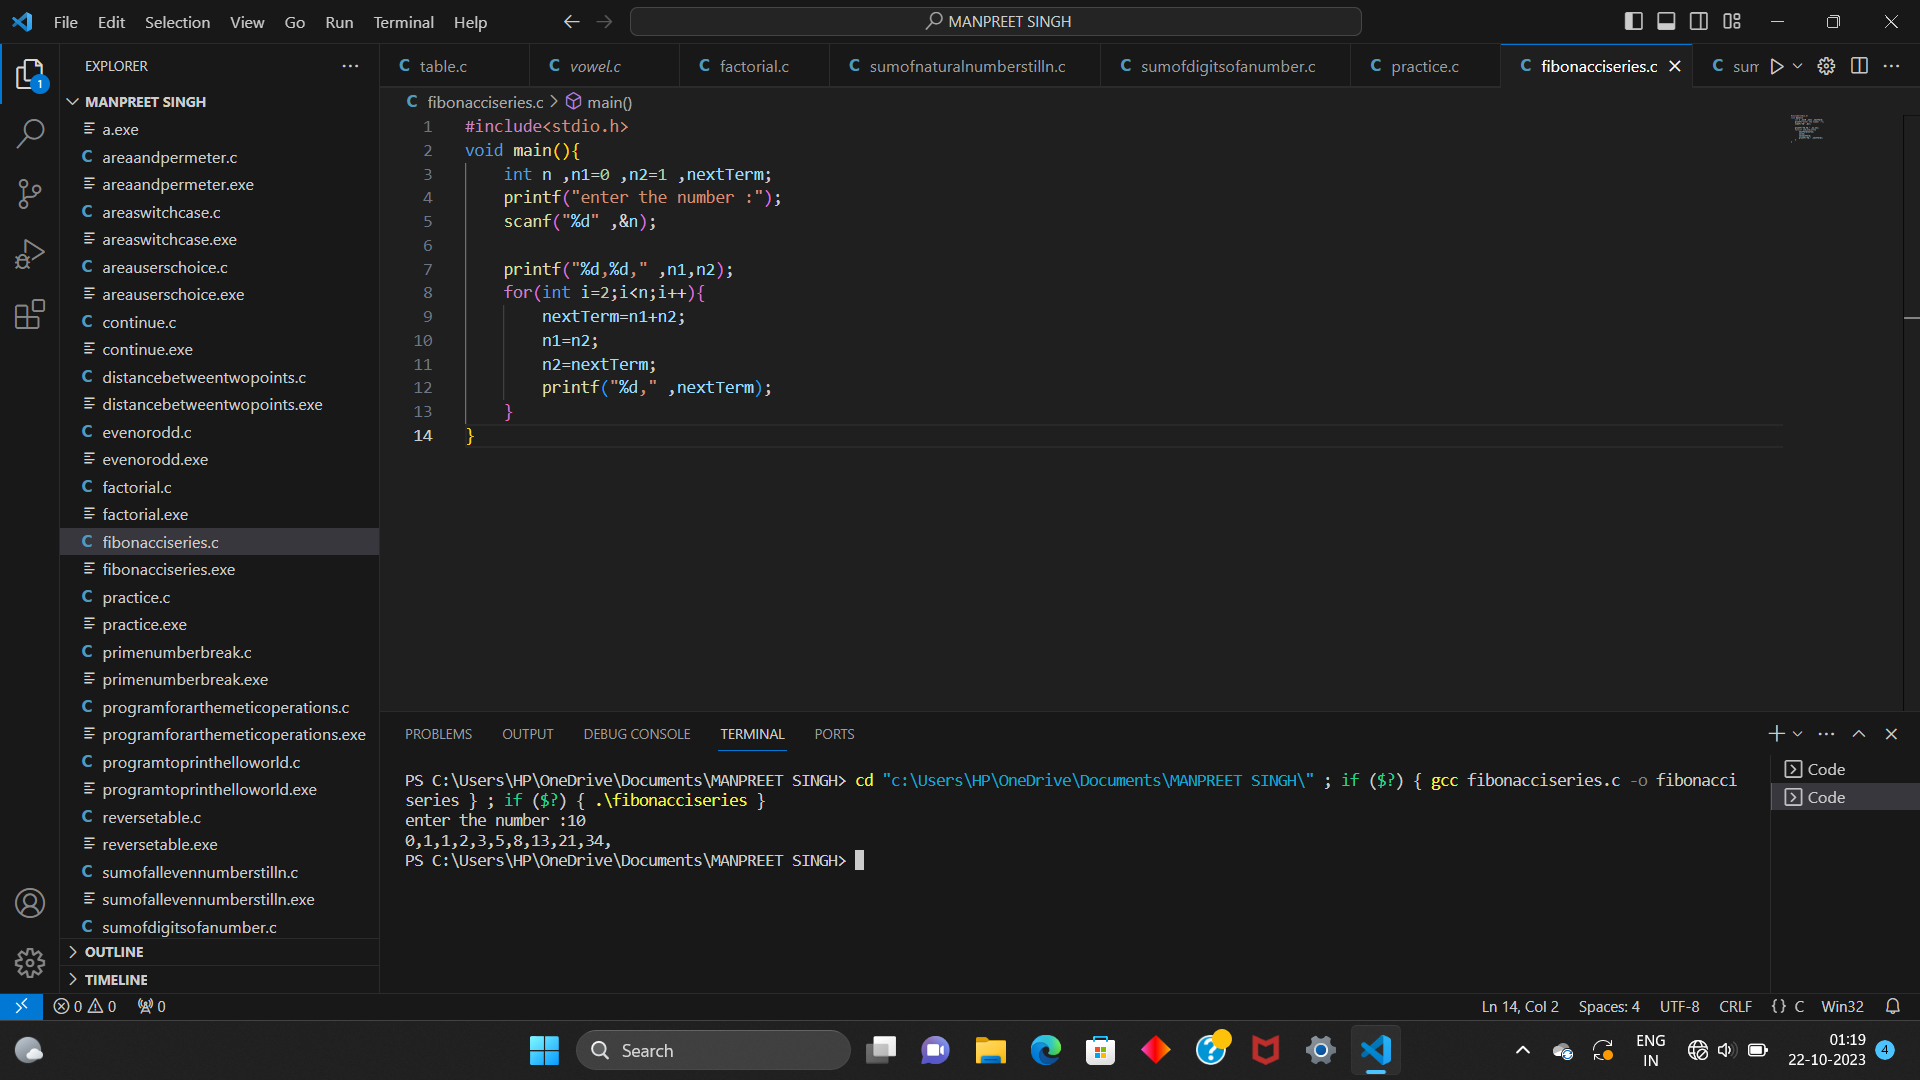 File Edit Selection View Go Run Terminal Help
MANPREET SINGH
EXPLORER
1
table.c
vowel.c
factorial.c
sumofnaturalnumberstilln.c
sumofdigitsofanumber.c
practice.c
fibonacciseries.c
sum
fibonacciseries.c > main()
MANPREET SINGH
a.exe
C areaandpermeter.c
areaandpermeter.exe
C areaswitchcase.c
areaswitchcase.exe
C areauserschoice.c
areauserschoice.exe
C continue.c
continue.exe
C distancebetweentwopoints.c
distancebetweentwopoints.exe
C evenorodd.c
evenorodd.exe
C factorial.c
factorial.exe
C fibonacciseries.c
fibonacciseries.exe
C practice.c
practice.exe
C primenumberbreak.c
primenumberbreak.exe
C programforarthemeticoperations.c
programforarthemeticoperations.exe
C programtoprinthelloworld.c
programtoprinthelloworld.exe
C reversetable.c
reversetable.exe
C sumofallevennumberstilln.c
sumofallevennumberstilln.exe
C sumofdigitsofanumber.c
OUTLINE
TIMELINE
1 #include<stdio.h>
2 void main(){
3 int n ,n1=0 ,n2=1 ,nextTerm;
4 printf("enter the number :");
5 scanf("%d" ,&n);
6
7 printf("%d,%d," ,n1,n2);
8 for(int i=2;i<n;i++){
9 nextTerm=n1+n2;
10 n1=n2;
11 n2=nextTerm;
12 printf("%d," ,nextTerm);
13 }
14 }
PROBLEMS OUTPUT DEBUG CONSOLE TERMINAL PORTS
PS C:\Users\HP\OneDrive\Documents\MANPREET SINGH> cd "c:\Users\HP\OneDrive\Documents\MANPREET SINGH\" ; if ($?) { gcc fibonacciseries.c -o fibonacci
series } ; if ($?) { .\fibonacciseries }
enter the number :10
0,1,1,2,3,5,8,13,21,34,
PS C:\Users\HP\OneDrive\Documents\MANPREET SINGH>
Code
Code
0 0 0
Ln 14, Col 2 Spaces: 4 UTF-8 CRLF {} C Win32
Search
ENG
IN
01:19
22-10-2023
4